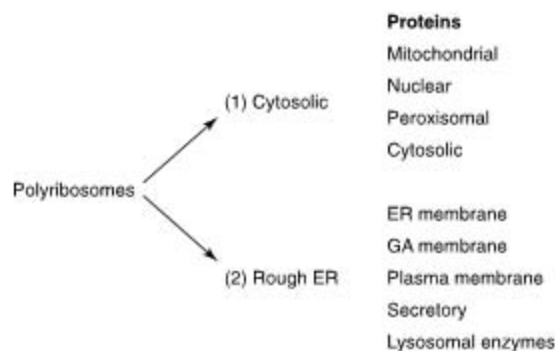 Proteins
Mitochondrial
Nuclear
(1) Cytosolic
Peroxisomal
Cytosolic
Polyribosomes
ER membrane
GA membrane
(2) Rough ER
Plasma membrane
Secretory
Lysosomal enzymes